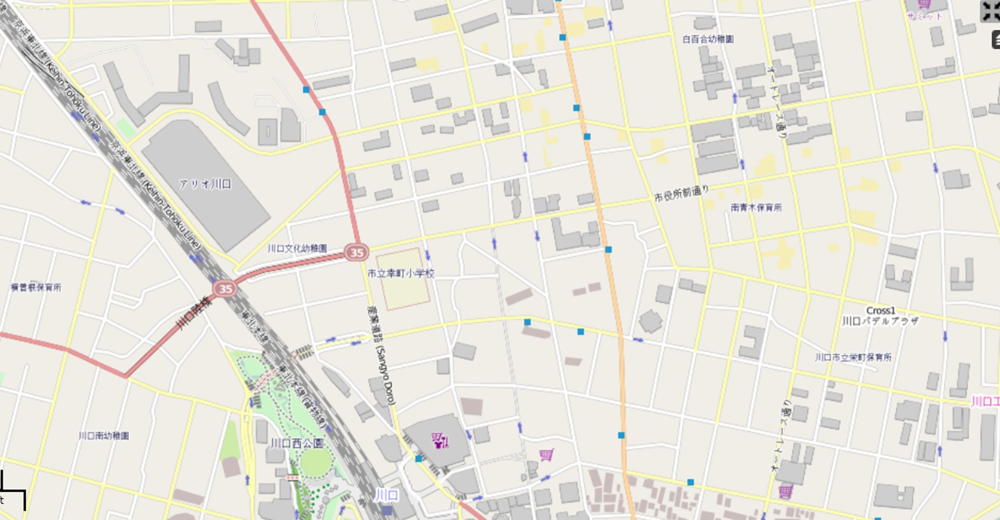 サミット
京浜東北線 (Keihin-Tohoku Line)
白百合幼稚園
オートレース通り
京浜東北線 (Keihin-Tohoku Line)
アリオ川口
市役所前通り
南青木保育所
川口文化幼稚園
35
市立幸町小学校
横曽根保育所
35
川口陸橋
Cross1
川口パデルプラザ
東北本線
産業道路 (Sangyo Doro)
川口市立栄町保育所
東北本線 (貨物線)
川口工
オートレース通り
川口南幼稚園
川口西公園
川口
ft